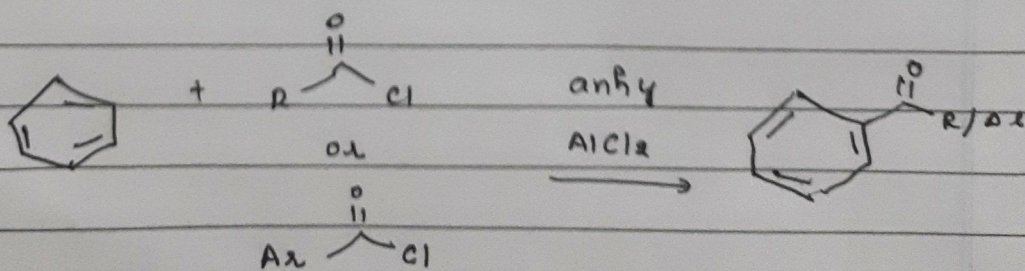 O
+ R Cl anhy O
R/Ar
or AlCl3
O
Ar Cl